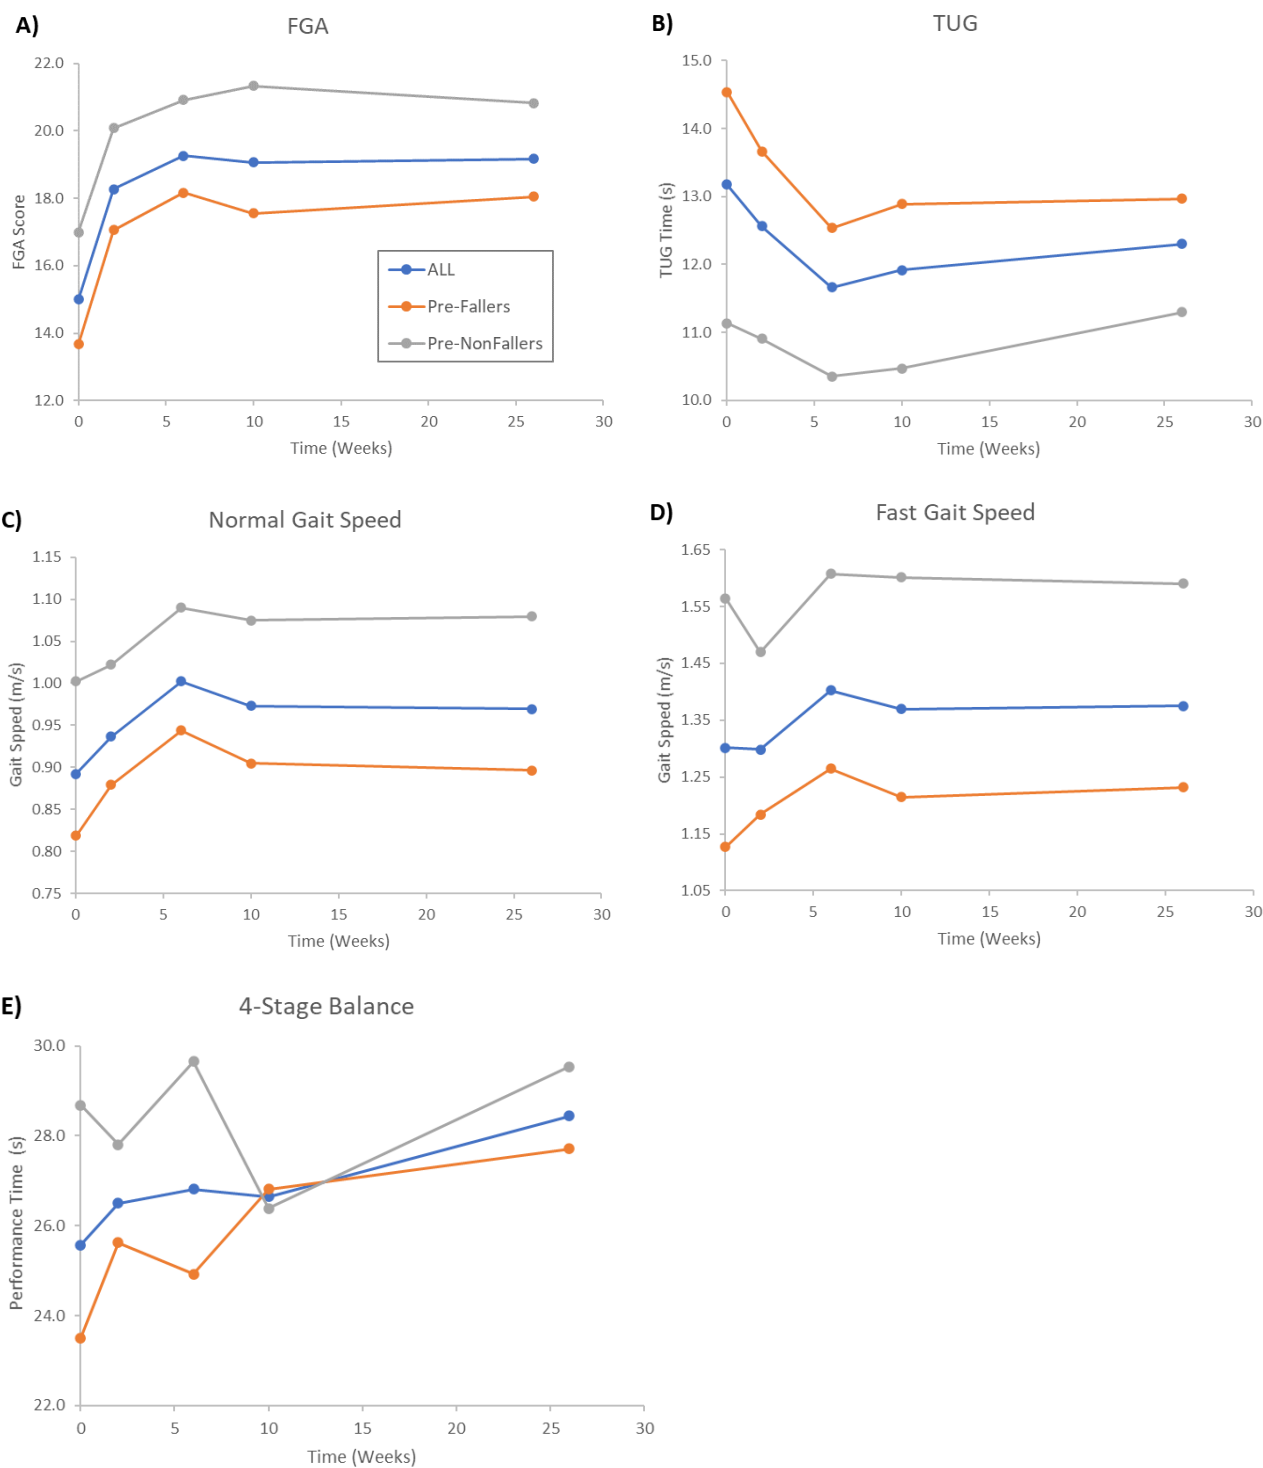 A)
FGA
22.0
20.0
18.0
16.0
14.0
12.0
FGA Score
ALL
Pre-Fallers
Pre-NonFallers
0 5 10 15 20 25 30
Time (Weeks)
B)
TUG
15.0
14.0
13.0
12.0
11.0
10.0
TUG Time (s)
0 5 10 15 20 25 30
Time (Weeks)
C)
Normal Gait Speed
1.15
1.10
1.05
1.00
0.95
0.90
0.85
0.80
0.75
Gait Spped (m/s)
0 5 10 15 20 25 30
Time (Weeks)
D)
Fast Gait Speed
1.65
1.55
1.45
1.35
1.25
1.15
1.05
Gait Spped (m/s)
0 5 10 15 20 25 30
Time (Weeks)
E)
4-Stage Balance
30.0
28.0
26.0
24.0
22.0
Performance Time (s)
0 5 10 15 20 25 30
Time (Weeks)